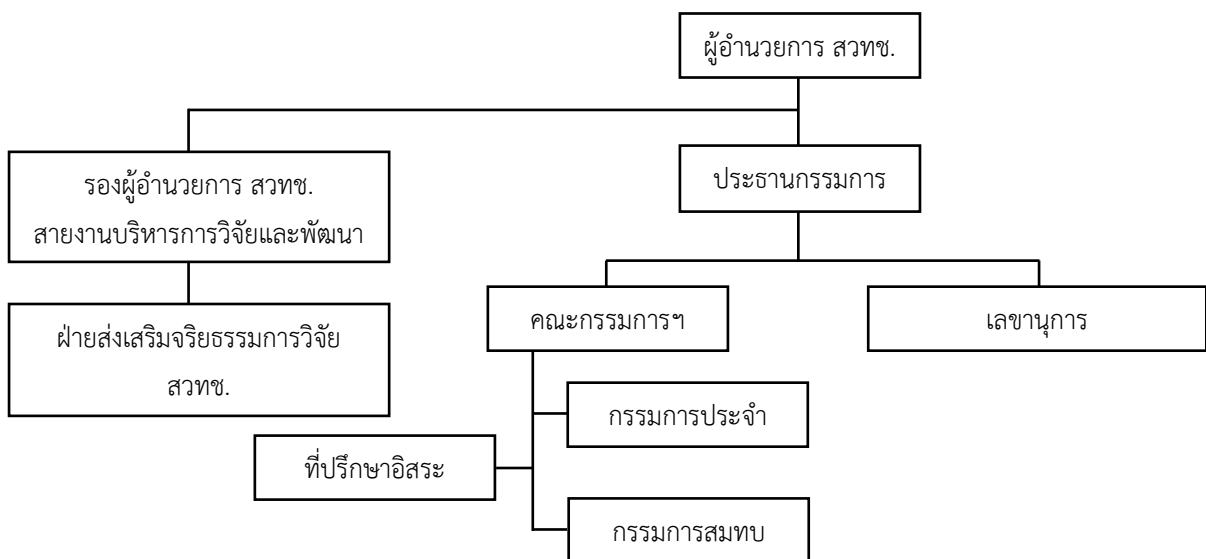 ผู้อำนวยการ สวทช.
รองผู้อำนวยการ สวทช.
สายงานบริหารการวิจัยและพัฒนา
ประธานกรรมการ
ฝ่ายส่งเสริมจริยธรรมการวิจัย
สวทช.
คณะกรรมการฯ
เลขานุการ
กรรมการประจำ
ที่ปรึกษาอิสระ
กรรมการสมทบ